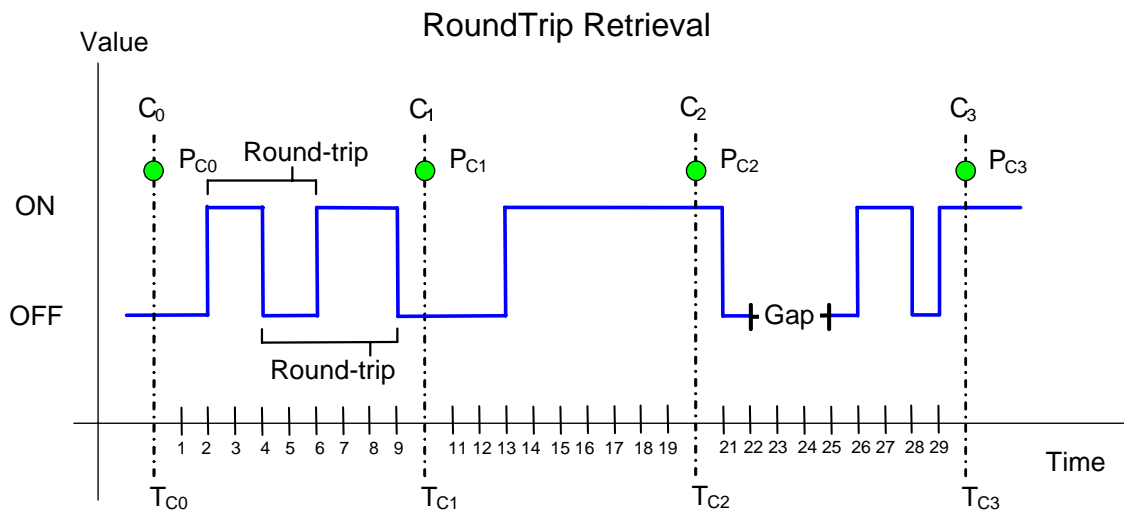 RoundTrip Retrieval
Value
C0 C1 C2 C3
PC0 PC1 PC2 PC3
Round-trip
ON
OFF
Gap
Round-trip
1 2 3 4 5 6 7 8 9 11 12 13 14 15 16 17 18 19 21 22 23 24 25 26 27 28 29
Time
TC0 TC1 TC2 TC3